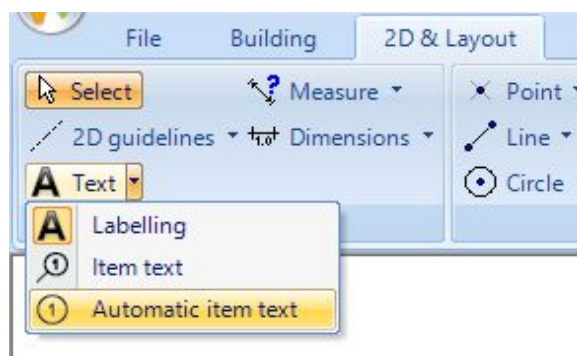 File Building 2D & Layout
Select Measure Point
2D guidelines Dimensions Line
Text Circle
Labelling
Item text
Automatic item text